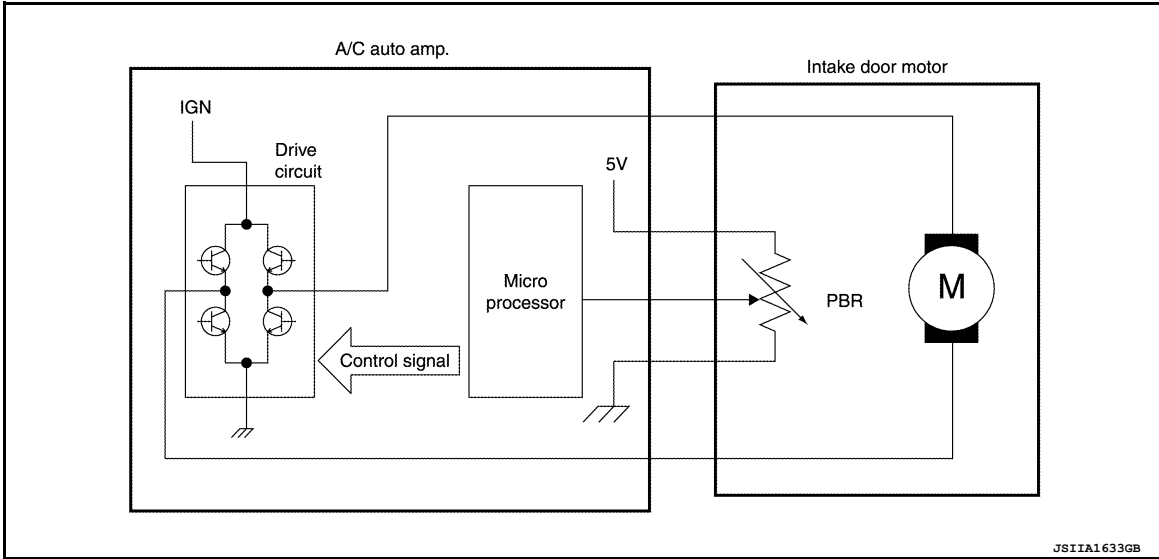 A/C auto amp.
Intake door motor
IGN
Drive
circuit
5V
Micro
processor
PBR
M
Control signal
JSIIA1633GB